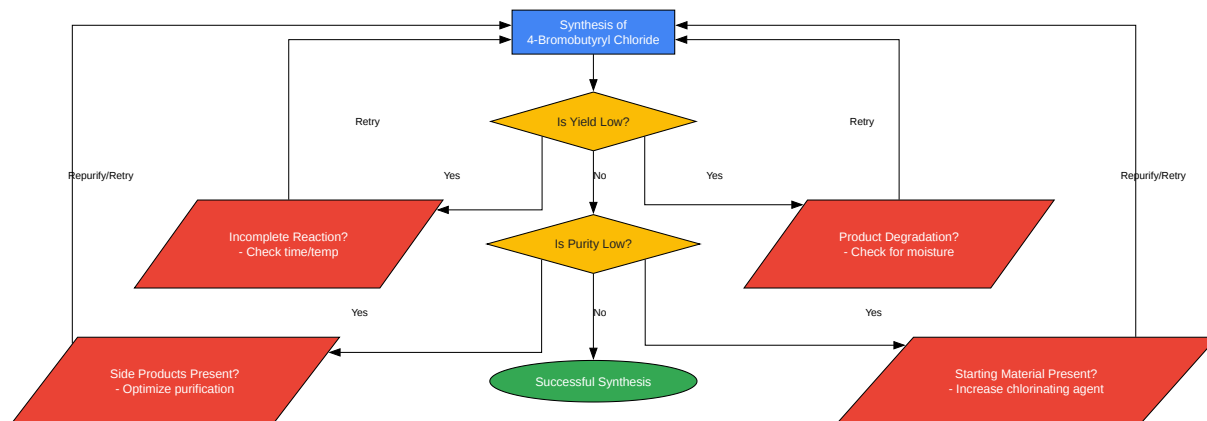 Synthesis of
4-Bromobutyryl Chloride
Is Yield Low?
Retry
Retry
Repurify/Retry
Yes
No
Yes
Repurify/Retry
Incomplete Reaction?
- Check time/temp
Is Purity Low?
Product Degradation?
- Check for moisture
Yes
No
Yes
Side Products Present?
- Optimize purification
Successful Synthesis
Starting Material Present?
- Increase chlorinating agent